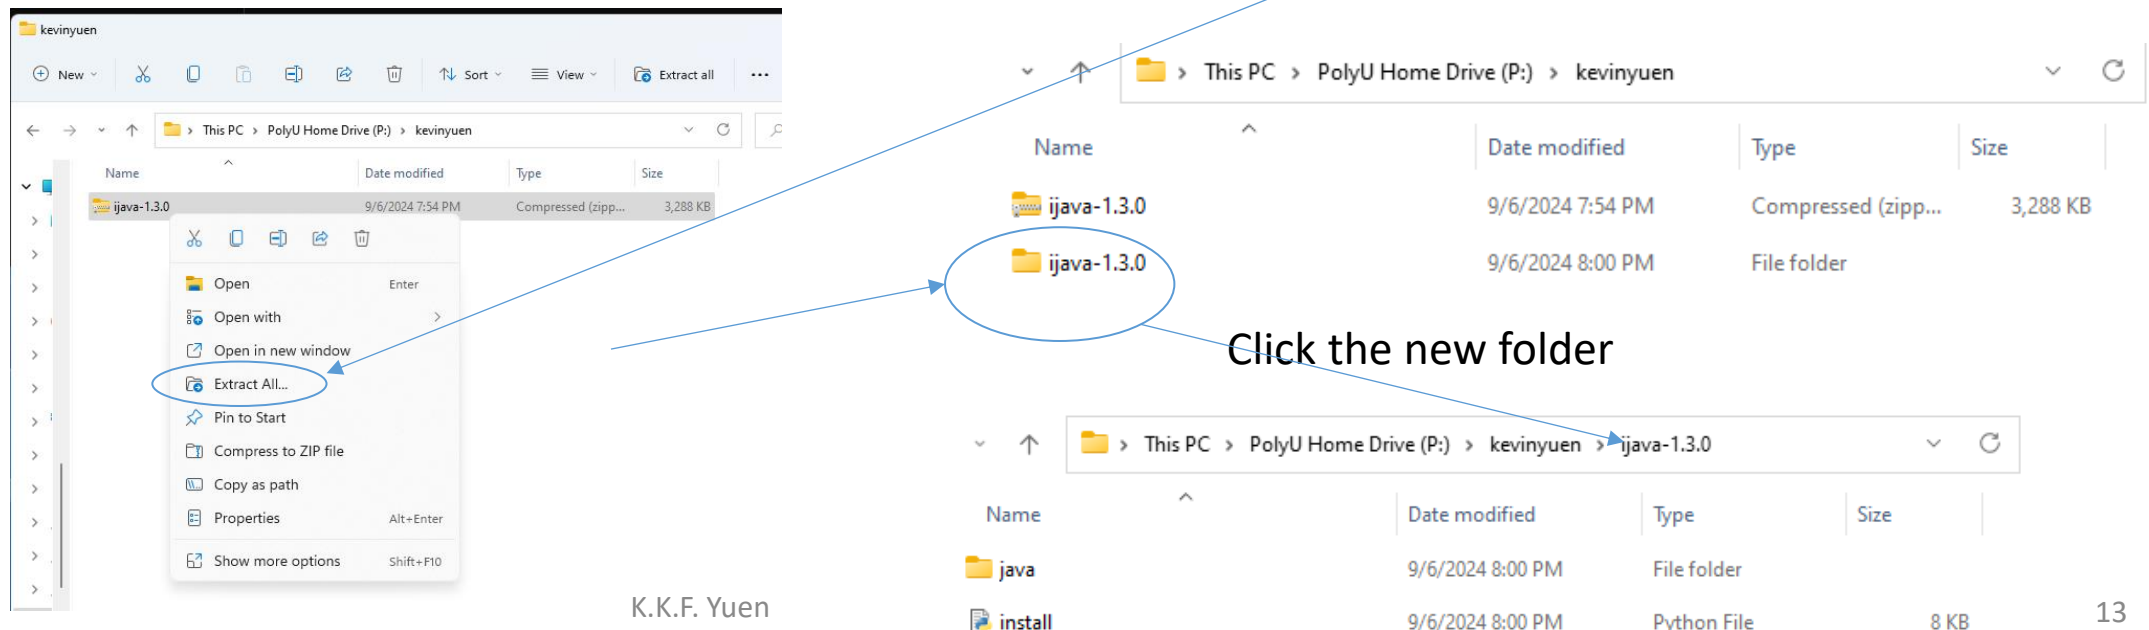 kevinyuen
New
Sort
View
Extract all
This PC > PolyU Home Drive (P:) > kevinyuen
Name Date modified Type Size
ijava-1.3.0 9/6/2024 7:54 PM Compressed (zipp... 3,288 KB
Open Enter
Open with
Open in new window
Extract All...
Pin to Start
Compress to ZIP file
Copy as path
Properties Alt+Enter
Show more options Shift+F10
This PC > PolyU Home Drive (P:) > kevinyuen
Name Date modified Type Size
ijava-1.3.0 9/6/2024 7:54 PM Compressed (zipp... 3,288 KB
ijava-1.3.0 9/6/2024 8:00 PM File folder
Click the new folder
This PC > PolyU Home Drive (P:) > kevinyuen > ijava-1.3.0
Name Date modified Type Size
java 9/6/2024 8:00 PM File folder
install 9/6/2024 8:00 PM Python File 8 KB
K.K.F. Yuen
13